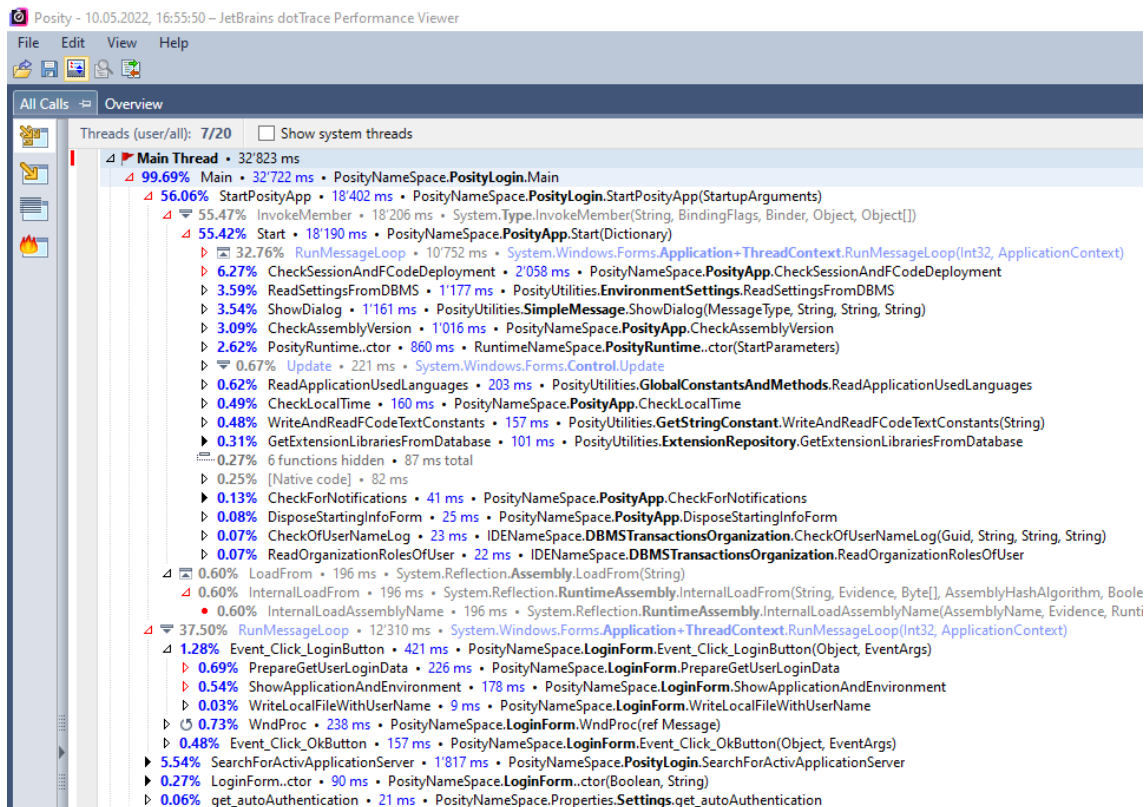 Posity - 10.05.2022, 16:55:50 – JetBrains dotTrace Performance Viewer
File Edit View Help
All Calls Overview
Threads (user/all): 7/20 Show system threads
Main Thread • 32'823 ms
99.69% Main • 32'722 ms • PosityNameSpace.PosityLogin.Main
56.06% StartPosityApp • 18'402 ms • PosityNameSpace.PosityLogin.StartPosityApp(StartupArguments)
55.47% InvokeMember • 18'206 ms • System.Type.InvokeMember(String, BindingFlags, Binder, Object, Object[])
55.42% Start • 18'190 ms • PosityNameSpace.PosityApp.Start(Dictionary)
32.76% RunMessageLoop • 10'752 ms • System.Windows.Forms.Application+ThreadContext.RunMessageLoop(Int32, ApplicationContext)
6.27% CheckSessionAndFCodeDeployment • 2'058 ms • PosityNameSpace.PosityApp.CheckSessionAndFCodeDeployment
3.59% ReadSettingsFromDBMS • 1'177 ms • PosityUtilities.EnvironmentSettings.ReadSettingsFromDBMS
3.54% ShowDialog • 1'161 ms • PosityUtilities.SimpleMessage.ShowDialog(MessageType, String, String, String)
3.09% CheckAssemblyVersion • 1'016 ms • PosityNameSpace.PosityApp.CheckAssemblyVersion
2.62% PosityRuntime..ctor • 860 ms • RuntimeNameSpace.PosityRuntime..ctor(StartParameters)
0.67% Update • 221 ms • System.Windows.Forms.Control.Update
0.62% ReadApplicationUsedLanguages • 203 ms • PosityUtilities.GlobalConstantsAndMethods.ReadApplicationUsedLanguages
0.49% CheckLocalTime • 160 ms • PosityNameSpace.PosityApp.CheckLocalTime
0.48% WriteAndReadFCodeTextConstants • 157 ms • PosityUtilities.GetStringConstant.WriteAndReadFCodeTextConstants(String)
0.31% GetExtensionLibrariesFromDatabase • 101 ms • PosityUtilities.ExtensionRepository.GetExtensionLibrariesFromDatabase
0.27% 6 functions hidden • 87 ms total
0.25% [Native code] • 82 ms
0.13% CheckForNotifications • 41 ms • PosityNameSpace.PosityApp.CheckForNotifications
0.08% DisposeStartingInfoForm • 25 ms • PosityNameSpace.PosityApp.DisposeStartingInfoForm
0.07% CheckOfUserNameLog • 23 ms • IDENameSpace.DBMSTransactionsOrganization.CheckOfUserNameLog(Guid, String, String, String)
0.07% ReadOrganizationRolesOfUser • 22 ms • IDENameSpace.DBMSTransactionsOrganization.ReadOrganizationRolesOfUser
0.60% LoadFrom • 196 ms • System.Reflection.Assembly.LoadFrom(String)
0.60% InternalLoadFrom • 196 ms • System.Reflection.RuntimeAssembly.InternalLoadFrom(String, Evidence, Byte[], AssemblyHashAlgorithm, Boole
0.60% InternalLoadAssemblyName • 196 ms • System.Reflection.RuntimeAssembly.InternalLoadAssemblyName(AssemblyName, Evidence, Runti
37.50% RunMessageLoop • 12'310 ms • System.Windows.Forms.Application+ThreadContext.RunMessageLoop(Int32, ApplicationContext)
1.28% Event_Click_LoginButton • 421 ms • PosityNameSpace.LoginForm.Event_Click_LoginButton(Object, EventArgs)
0.69% PrepareGetUserLoginData • 226 ms • PosityNameSpace.LoginForm.PrepareGetUserLoginData
0.54% ShowApplicationAndEnvironment • 178 ms • PosityNameSpace.LoginForm.ShowApplicationAndEnvironment
0.03% WriteLocalFileWithUserName • 9 ms • PosityNameSpace.LoginForm.WriteLocalFileWithUserName
0.73% WndProc • 238 ms • PosityNameSpace.LoginForm.WndProc(ref Message)
0.48% Event_Click_OkButton • 157 ms • PosityNameSpace.LoginForm.Event_Click_OkButton(Object, EventArgs)
5.54% SearchForActivApplicationServer • 1'817 ms • PosityNameSpace.PosityLogin.SearchForActivApplicationServer
0.27% LoginForm..ctor • 90 ms • PosityNameSpace.LoginForm..ctor(Boolean, String)
0.06% get_autoAuthentication • 21 ms • PosityNameSpace.Properties.Settings.get_autoAuthentication